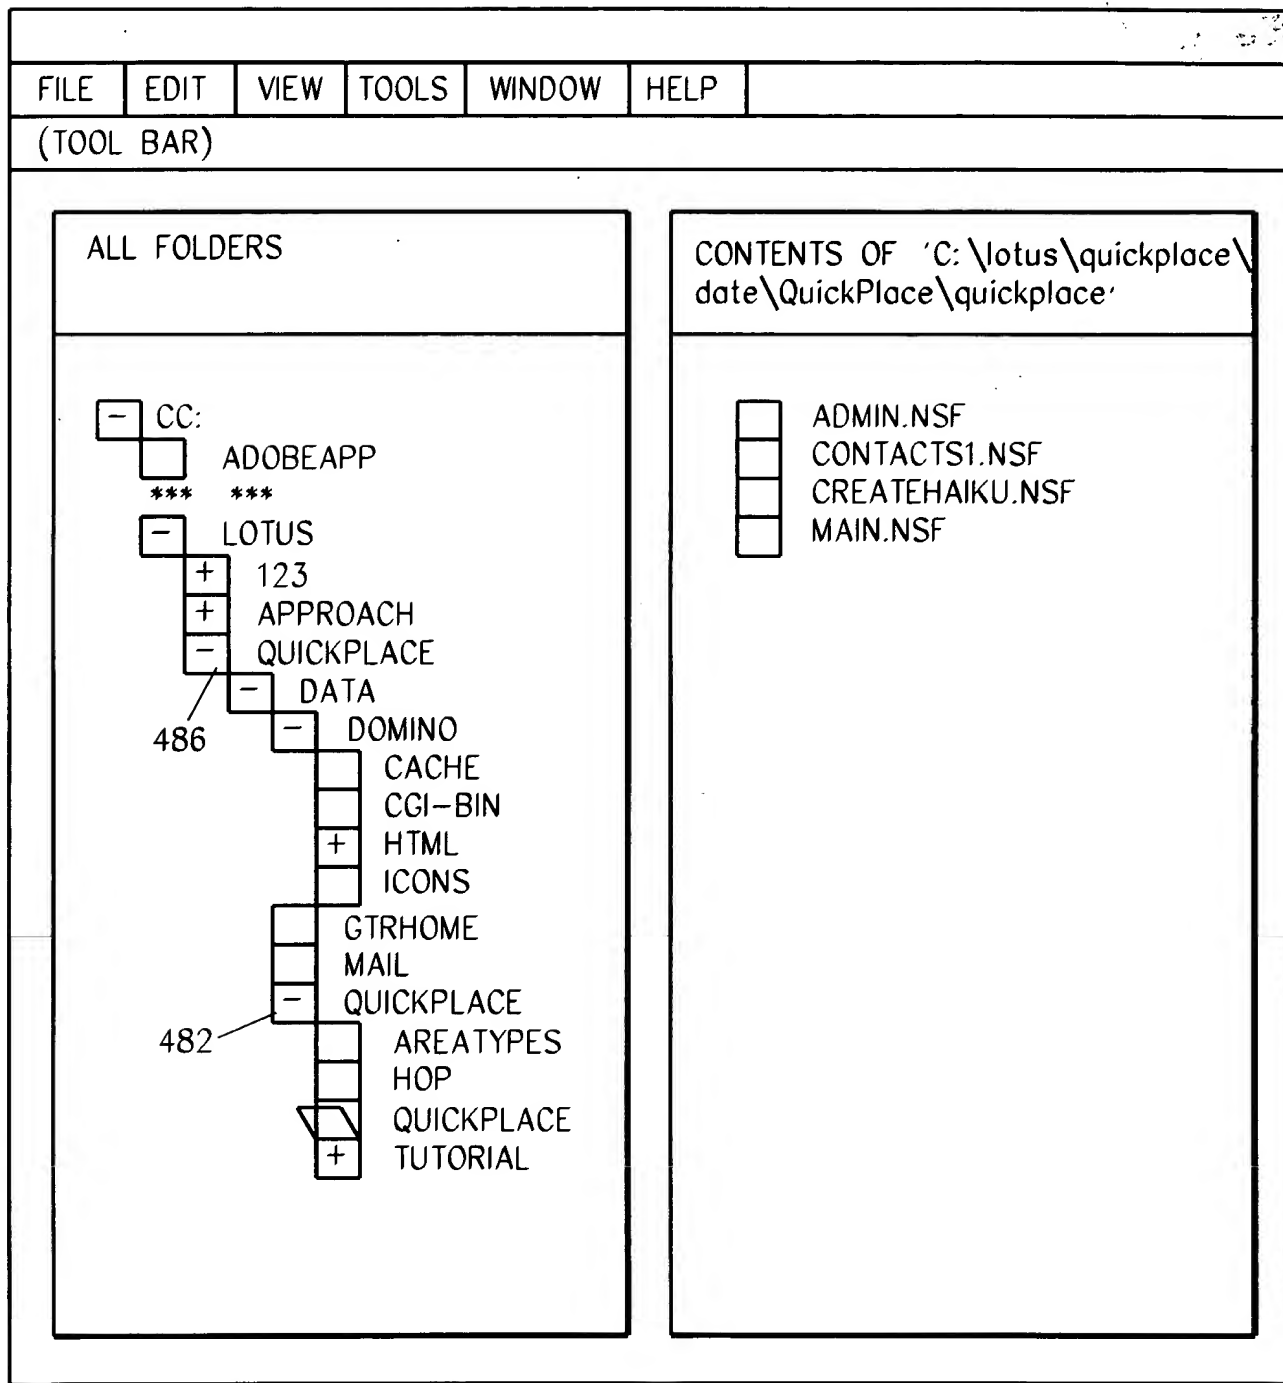 FILE EDIT VIEW TOOLS WINDOW HELP
(TOOL BAR)
ALL FOLDERS
- CC:
ADOBEAPP
*** ***
- LOTUS
+ 123
+ APPROACH
- QUICKPLACE
486
- DATA
- DOMINO
CACHE
CGI-BIN
+ HTML
ICONS
GTRHOME
MAIL
- QUICKPLACE
482
AREATYPES
HOP
QUICKPLACE
+ TUTORIAL
CONTENTS OF 'C:\lotus\quickplace\
date\QuickPlace\quickplace'
ADMIN.NSF
CONTACTS1.NSF
CREATEHAIKU.NSF
MAIN.NSF